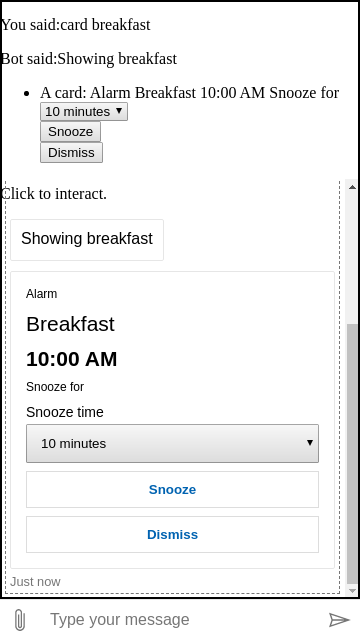 You said:card breakfast
Bot said:Showing breakfast
A card: Alarm Breakfast 10:00 AM Snooze for
10 minutes
Snooze
Dismiss
Click to interact.
Showing breakfast
Alarm
Breakfast
10:00 AM
Snooze for
Snooze time
10 minutes
Snooze
Dismiss
Just now
Type your message